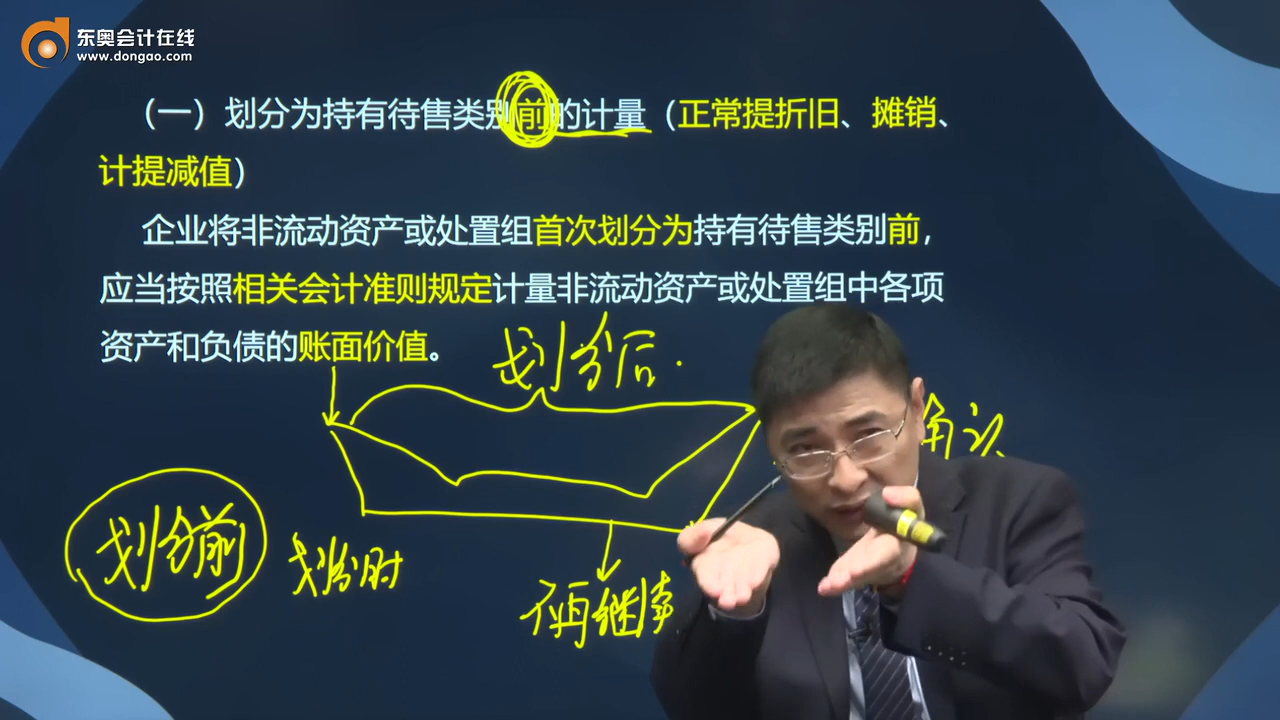 东奥会计在线
www.dongao.com
（一）划分为持有待售类别前的计量（正常提折旧、摊销、
计提减值）
企业将非流动资产或处置组首次划分为持有待售类别前，
应当按照相关会计准则规定计量非流动资产或处置组中各项
资产和负债的账面价值。
划分后.
确认
划分前
划分时
不再继续